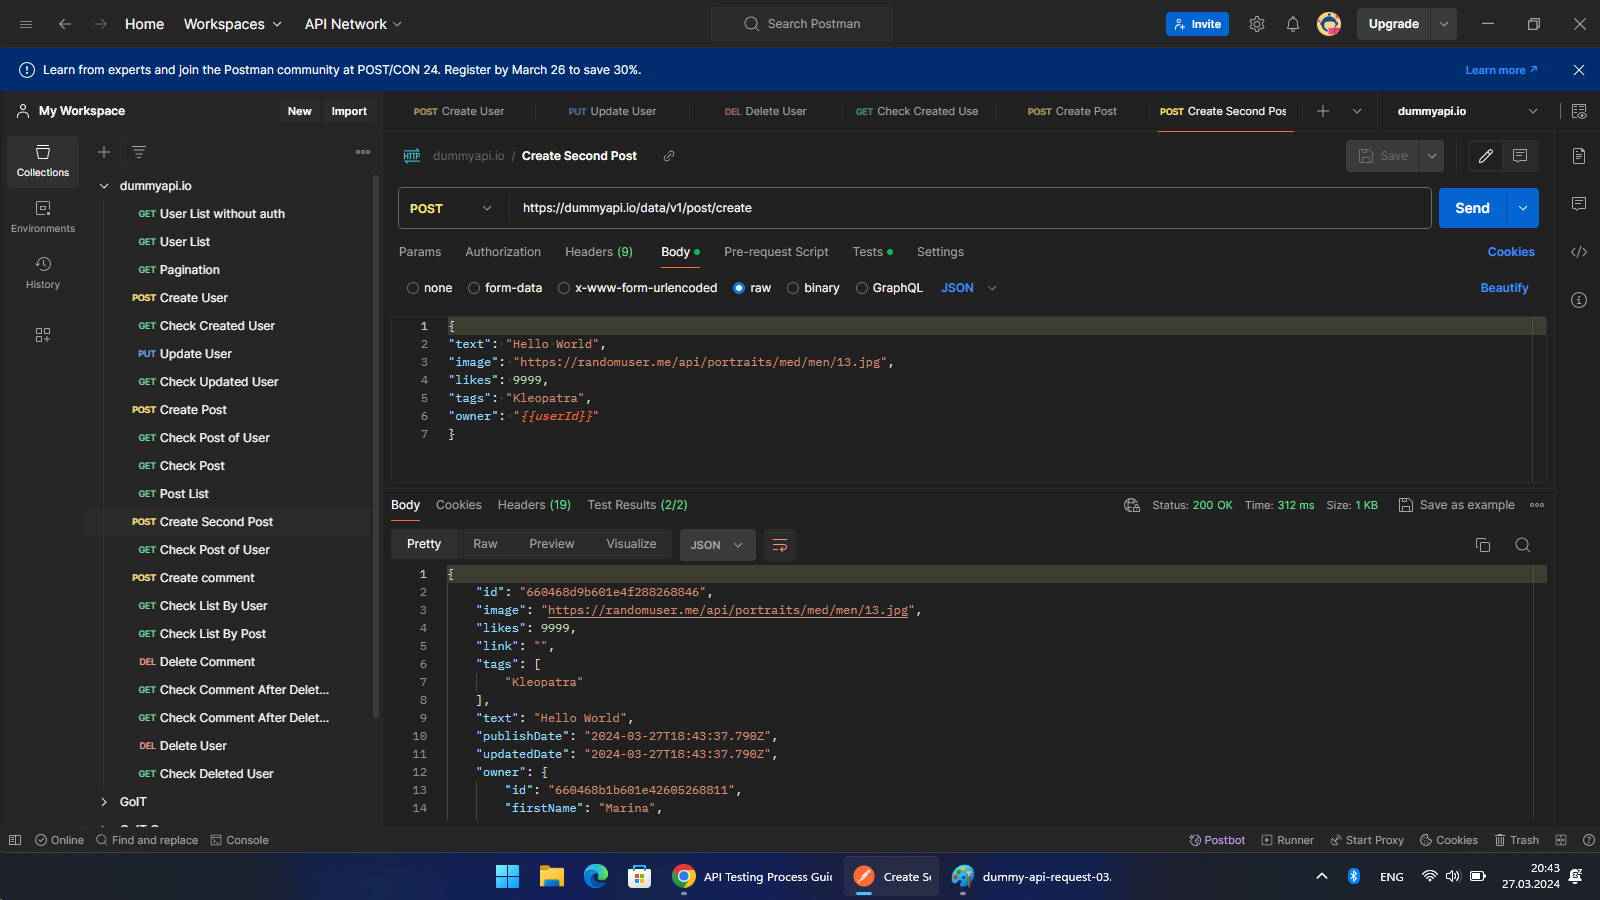 Home
Workspaces
API Network
Search Postman
Invite
Upgrade
Learn from experts and join the Postman community at POST/CON 24. Register by March 26 to save 30%.
Learn more
My Workspace
New
Import
POST Create User
PUT Update User
DEL Delete User
GET Check Created Use
POST Create Post
POST Create Second Pos
dummyapi.io
Collections
Environments
History
dummyapi.io
GET User List without auth
GET User List
GET Pagination
POST Create User
GET Check Created User
PUT Update User
GET Check Updated User
POST Create Post
GET Check Post of User
GET Check Post
GET Post List
POST Create Second Post
GET Check Post of User
POST Create comment
GET Check List By User
GET Check List By Post
DEL Delete Comment
GET Check Comment After Delet...
GET Check Comment After Delet...
DEL Delete User
GET Check Deleted User
GoIT
HTTP dummyapi.io / Create Second Post
Save
POST
https://dummyapi.io/data/v1/post/create
Send
Params
Authorization
Headers (9)
Body
Pre-request Script
Tests
Settings
Cookies
none
form-data
x-www-form-urlencoded
raw
binary
GraphQL
JSON
Beautify
1 {
2 "text": "Hello World",
3 "image": "https://randomuser.me/api/portraits/med/men/13.jpg",
4 "likes": 9999,
5 "tags": "Kleopatra",
6 "owner": "{{userId}}"
7 }
Body
Cookies
Headers (19)
Test Results (2/2)
Status: 200 OK
Time: 312 ms
Size: 1 KB
Save as example
Pretty
Raw
Preview
Visualize
JSON
1 {
2 "id": "660468d9b601e4f288268846",
3 "image": "https://randomuser.me/api/portraits/med/men/13.jpg",
4 "likes": 9999,
5 "link": "",
6 "tags": [
7 "Kleopatra"
8 ],
9 "text": "Hello World",
10 "publishDate": "2024-03-27T18:43:37.790Z",
11 "updatedDate": "2024-03-27T18:43:37.790Z",
12 "owner": {
13 "id": "660468b1b601e42605268811",
14 "firstName": "Marina",
Online
Find and replace
Console
Postbot
Runner
Start Proxy
Cookies
Trash
API Testing Process Guid
Create Se
dummy-api-request-03.
ENG
20:43
27.03.2024